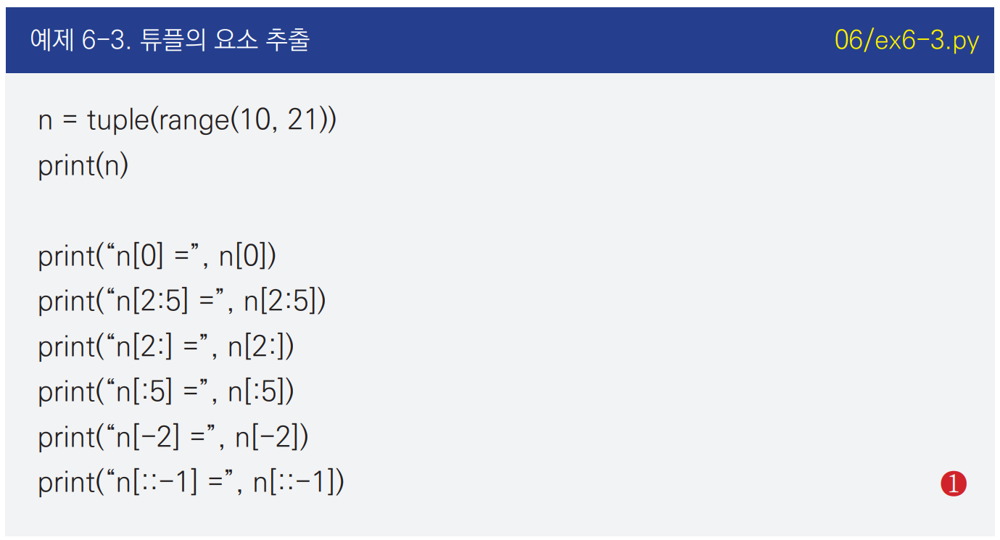 예제 6-3. 튜플의 요소 추출 06/ex6-3.py
n = tuple(range(10, 21))
print(n)
print(“n[0] =”, n[0])
print(“n[2:5] =”, n[2:5])
print(“n[2:] =”, n[2:])
print(“n[:5] =”, n[:5])
print(“n[-2] =”, n[-2])
print(“n[::-1] =”, n[::-1]) ❶